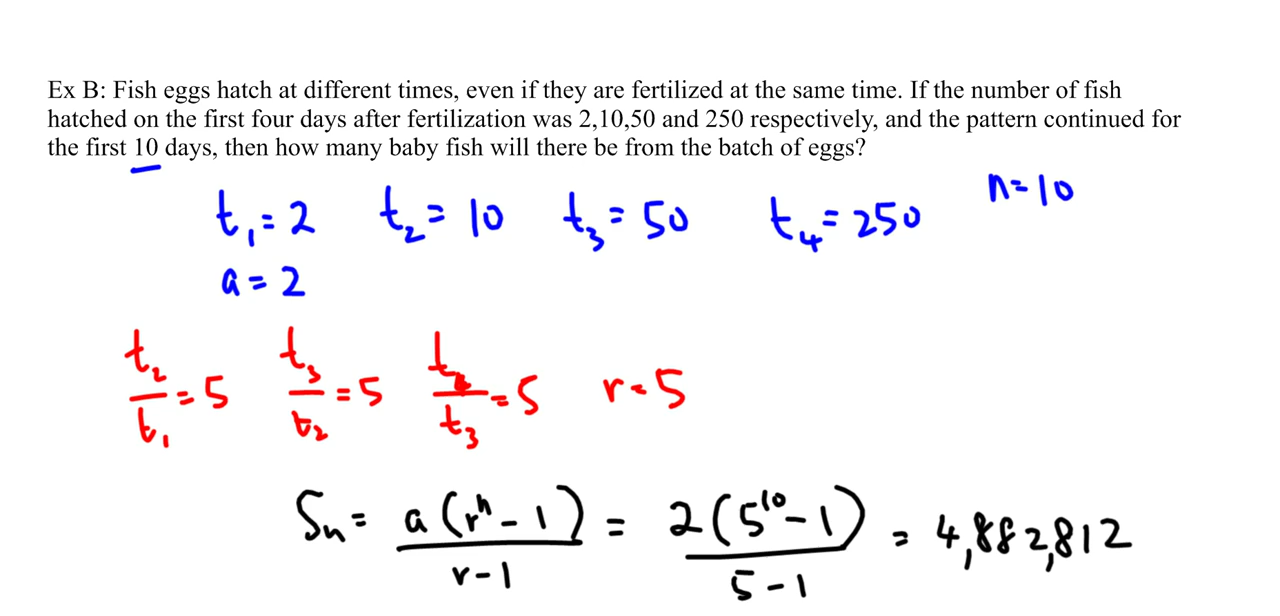 Ex B: Fish eggs hatch at different times, even if they are fertilized at the same time. If the number of fish
hatched on the first four days after fertilization was 2,10,50 and 250 respectively, and the pattern continued for
the first 10 days, then how many baby fish will there be from the batch of eggs?
t₁ = 2 t₂ = 10 t₃ = 50 t₄ = 250 n = 10
a = 2
t₂/t₁ = 5 t₃/t₂ = 5 t₄/t₃ = 5 r = 5
Sₙ = a(rⁿ - 1)/(r - 1) = 2(5¹⁰ - 1)/(5 - 1) = 4,882,812